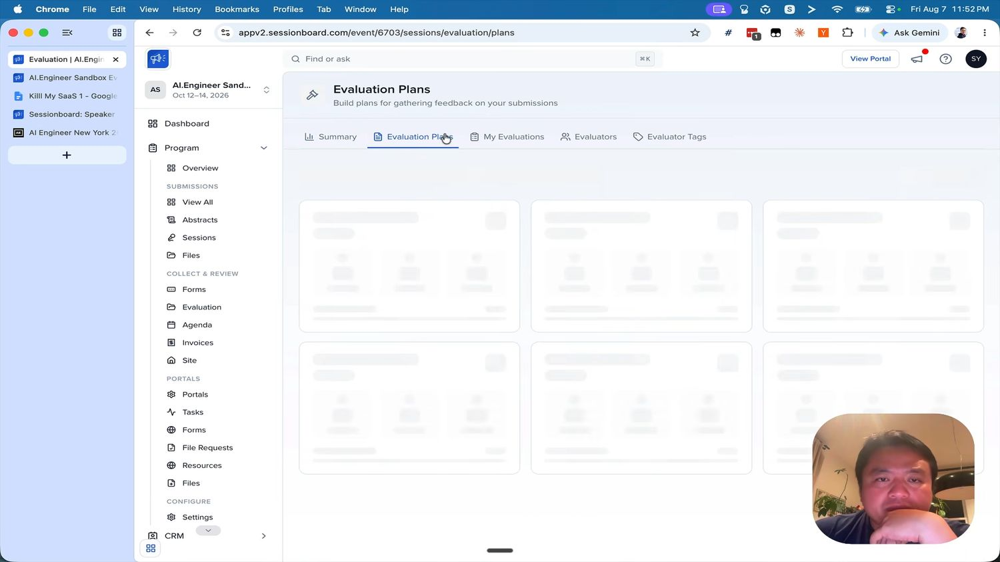 Chrome File Edit View History Bookmarks Profiles Tab Window Help
Fri Aug 7 11:52 PM
Evaluation | AI.Engin
AI.Engineer Sandbox Ev
Killl My SaaS 1 - Google
Sessionboard: Speaker
AI Engineer New York 2
appv2.sessionboard.com/event/6703/sessions/evaluation/plans
1
Ask Gemini
Find or ask
⌘K
View Portal
SY
AS
AI.Engineer Sand...
Oct 12–14, 2026
Dashboard
Program
Overview
SUBMISSIONS
View All
Abstracts
Sessions
Files
COLLECT & REVIEW
Forms
Evaluation
Agenda
Invoices
Site
PORTALS
Portals
Tasks
Forms
File Requests
Resources
Files
CONFIGURE
Settings
CRM
Evaluation Plans
Build plans for gathering feedback on your submissions
Summary
Evaluation Plans
My Evaluations
Evaluators
Evaluator Tags